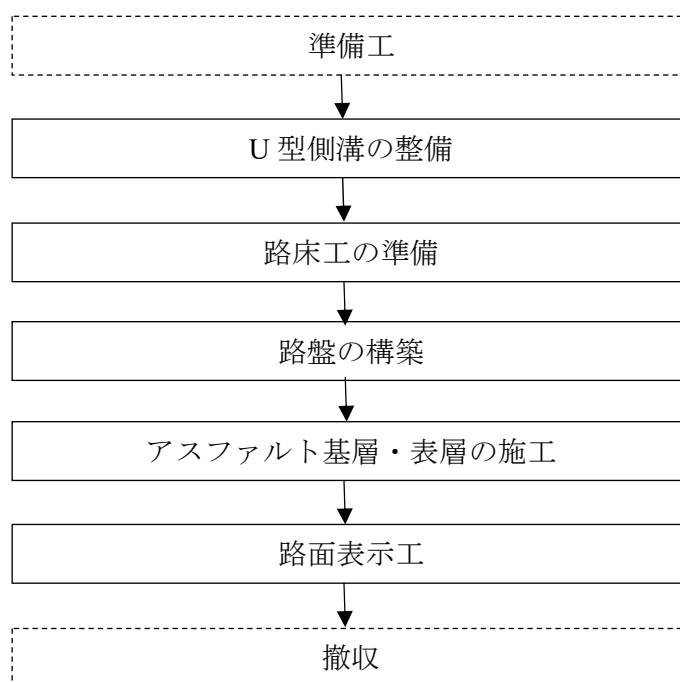 準備工
U 型側溝の整備
路床工の準備
路盤の構築
アスファルト基層・表層の施工
路面表示工
撤収